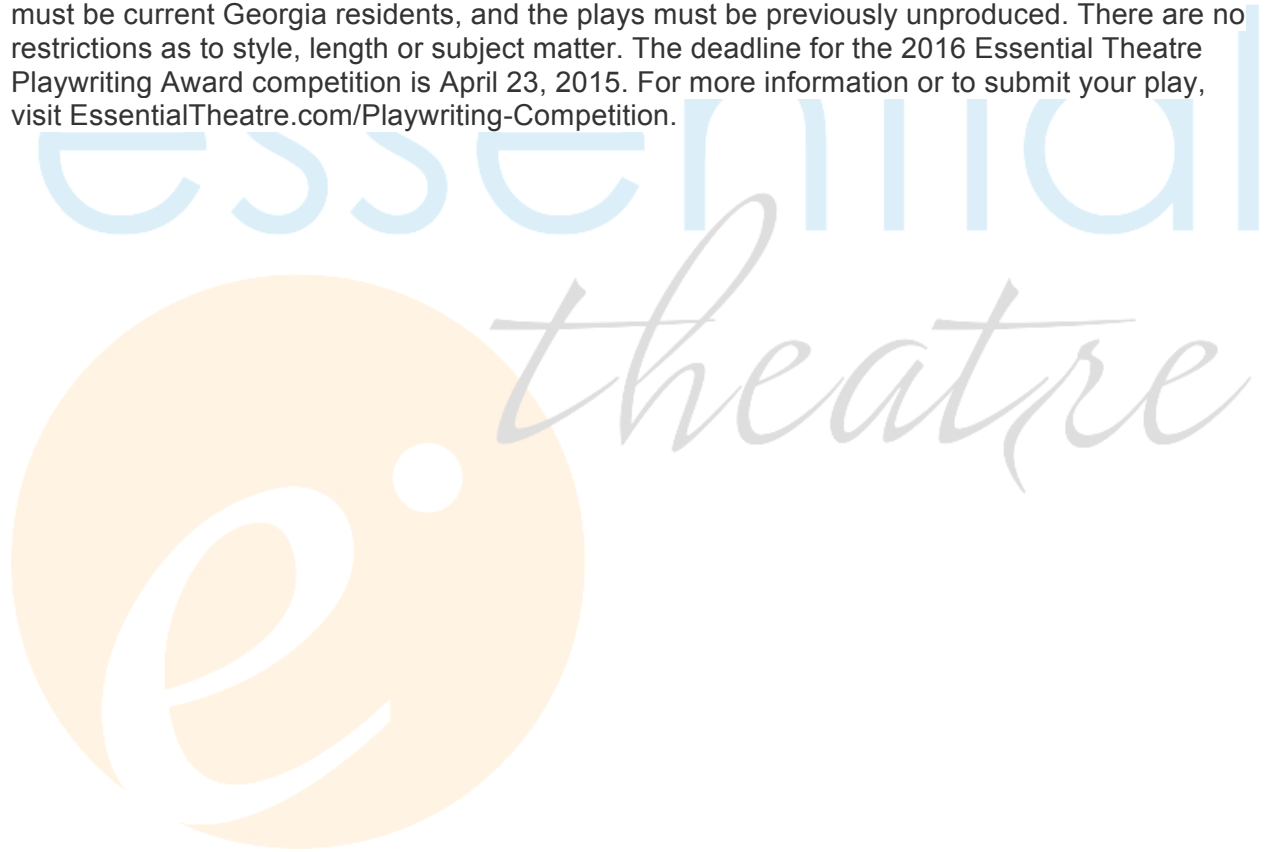 must be current Georgia residents, and the plays must be previously unproduced. There are no
restrictions as to style, length or subject matter. The deadline for the 2016 Essential Theatre
Playwriting Award competition is April 23, 2015. For more information or to submit your play,
visit EssentialTheatre.com/Playwriting-Competition.
essential
theatre
e